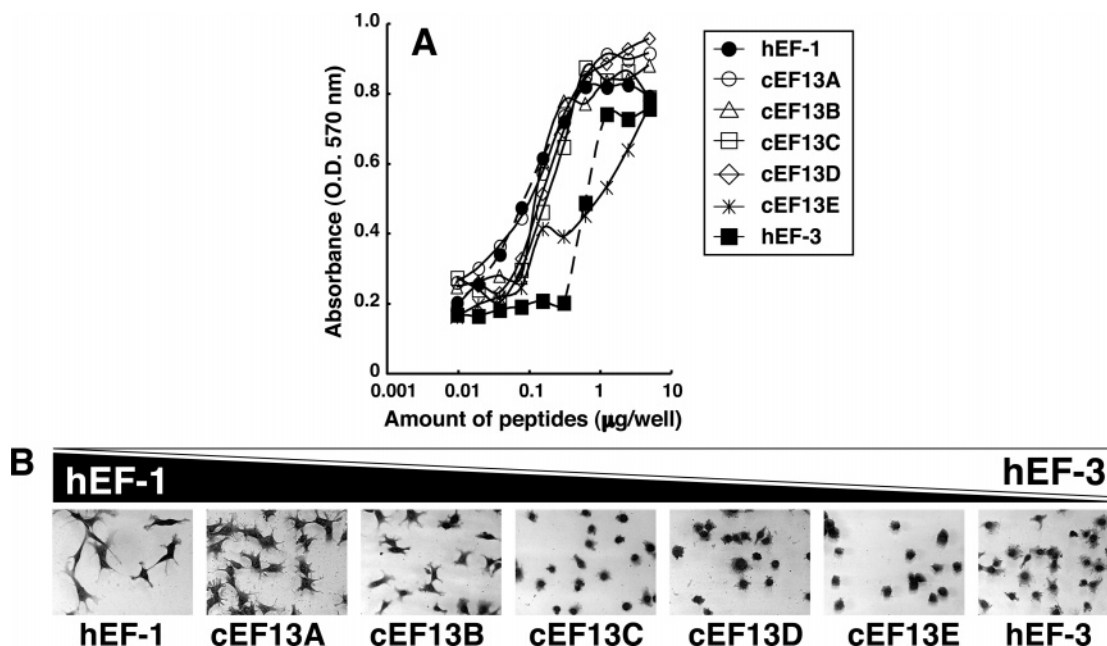 A
Absorbance (O.D. 570 nm)
1.0
0.8
0.6
0.4
0.2
0
0.001
0.01
0.1
1
10
Amount of peptides (μg/well)
hEF-1
cEF13A
cEF13B
cEF13C
cEF13D
cEF13E
hEF-3
B
hEF-1
hEF-3
hEF-1
cEF13A
cEF13B
cEF13C
cEF13D
cEF13E
hEF-3